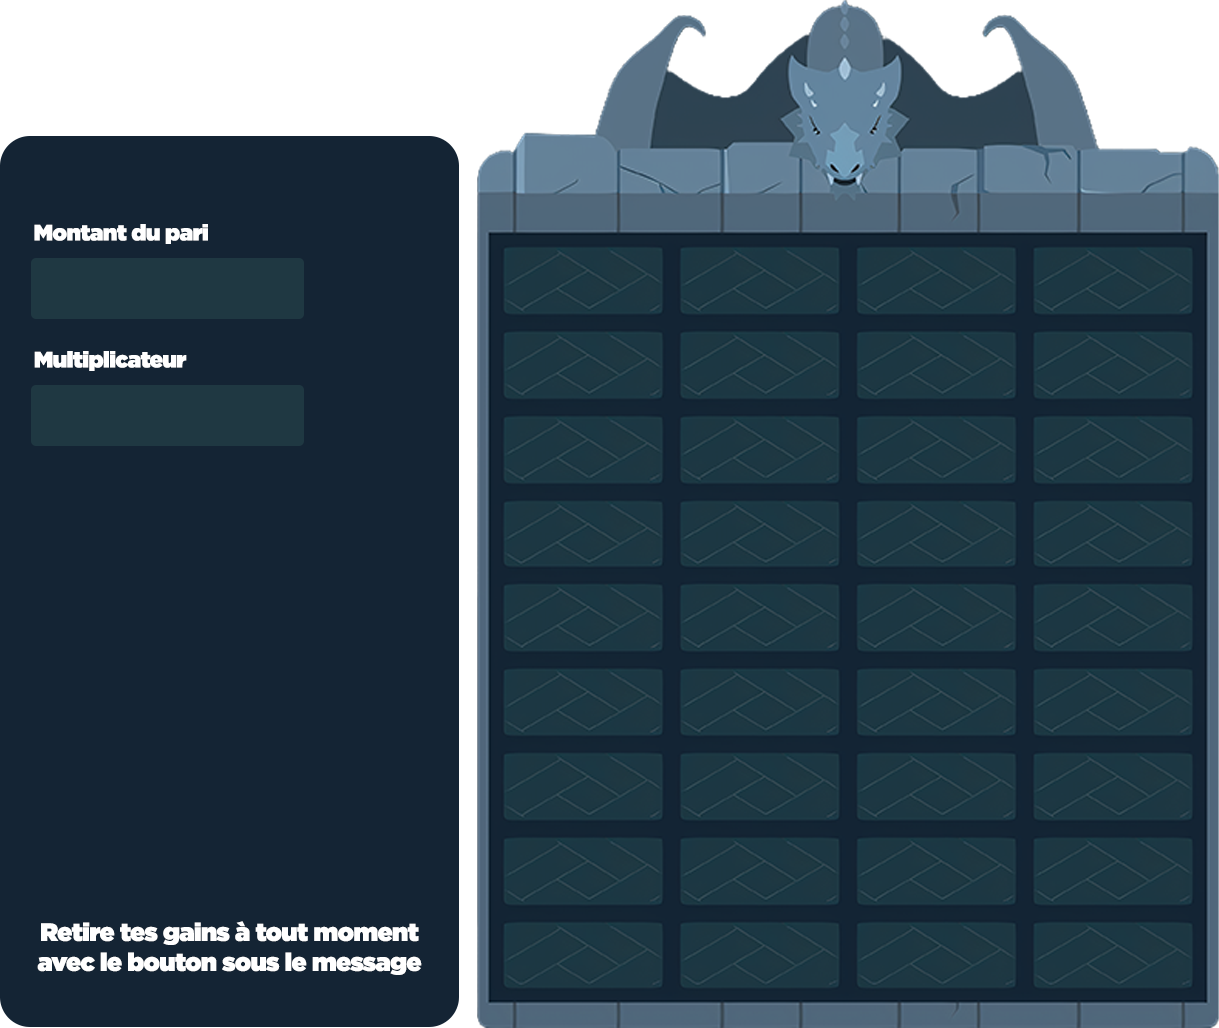 Montant du pari
Multiplicateur
Retire tes gains à tout moment
avec le bouton sous le message